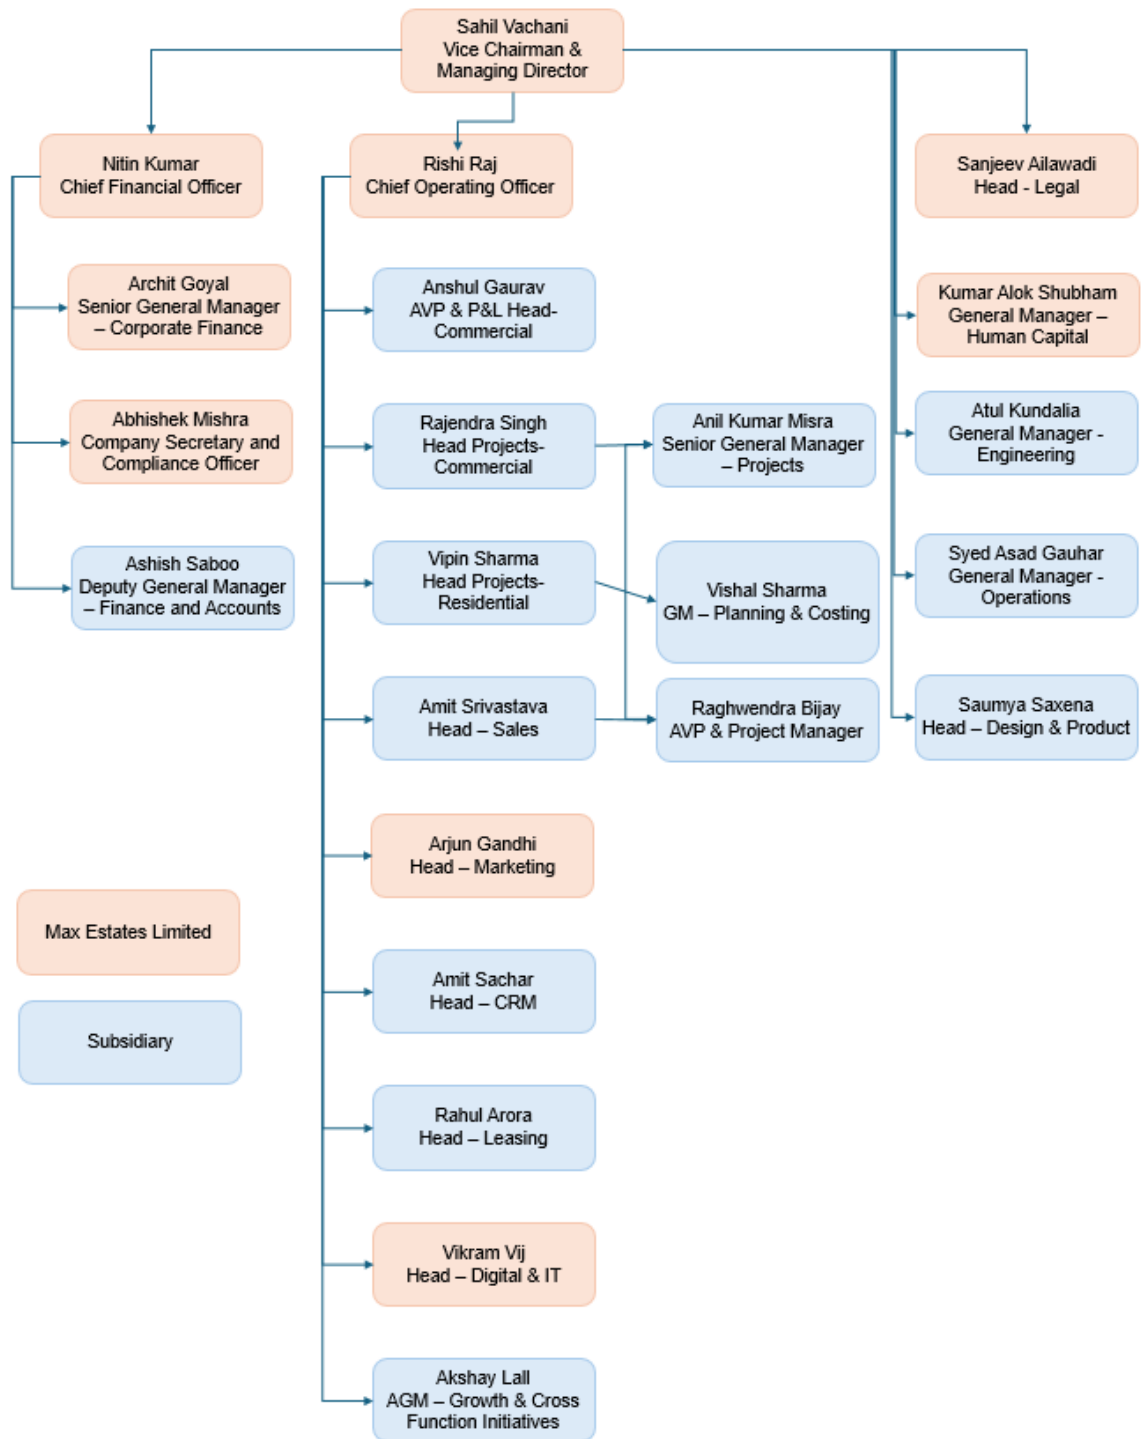 Sahil Vachani
Vice Chairman &
Managing Director
Nitin Kumar
Chief Financial Officer
Rishi Raj
Chief Operating Officer
Sanjeev Ailawadi
Head - Legal
Archit Goyal
Senior General Manager
– Corporate Finance
Anshul Gaurav
AVP & P&L Head-
Commercial
Kumar Alok Shubham
General Manager –
Human Capital
Abhishek Mishra
Company Secretary and
Compliance Officer
Rajendra Singh
Head Projects-
Commercial
Anil Kumar Misra
Senior General Manager
– Projects
Atul Kundalia
General Manager -
Engineering
Ashish Saboo
Deputy General Manager
– Finance and Accounts
Vipin Sharma
Head Projects-
Residential
Vishal Sharma
GM – Planning & Costing
Syed Asad Gauhar
General Manager -
Operations
Amit Srivastava
Head – Sales
Raghwendra Bijay
AVP & Project Manager
Saumya Saxena
Head – Design & Product
Arjun Gandhi
Head – Marketing
Max Estates Limited
Amit Sachar
Head – CRM
Subsidiary
Rahul Arora
Head – Leasing
Vikram Vij
Head – Digital & IT
Akshay Lall
AGM – Growth & Cross
Function Initiatives